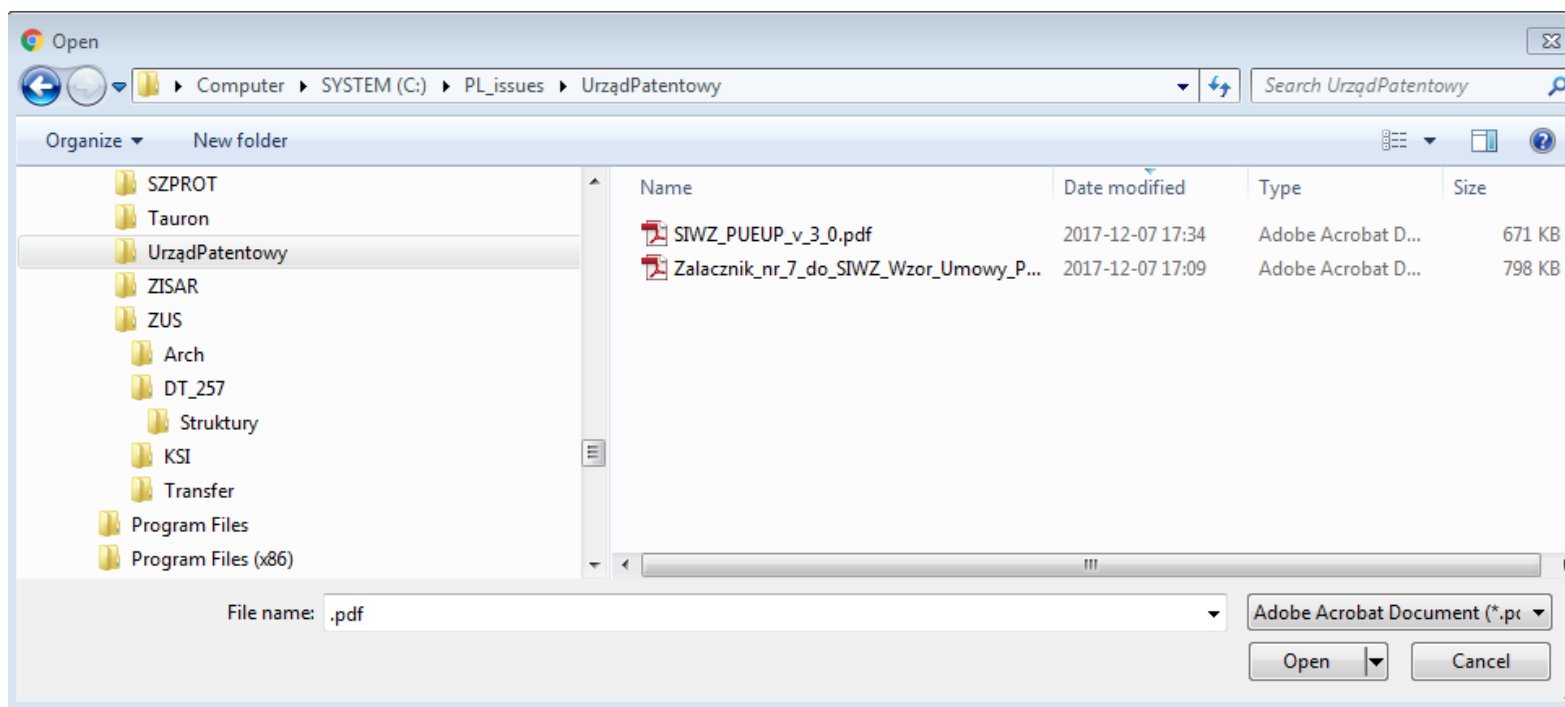 Open
Computer SYSTEM (C:) PL_issues UrządPatentowy Search UrządPatentowy
Organize New folder
SZPROT
Tauron
UrządPatentowy
ZISAR
ZUS
Arch
DT_257
Struktury
KSI
Transfer
Program Files
Program Files (x86)
Name Date modified Type Size
SIWZ_PUEUP_v_3_0.pdf 2017-12-07 17:34 Adobe Acrobat D... 671 KB
Zalacznik_nr_7_do_SIWZ_Wzor_Umowy_P... 2017-12-07 17:09 Adobe Acrobat D... 798 KB
File name: .pdf Adobe Acrobat Document (*.pd
Open Cancel